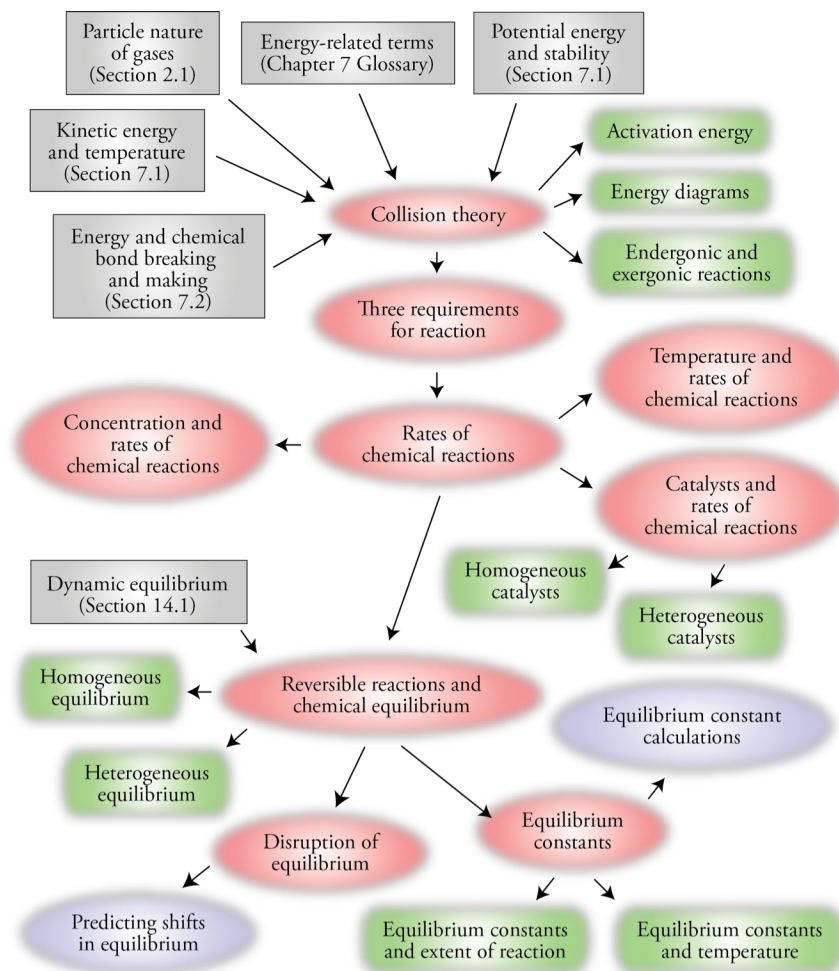 Particle nature
of gases
(Section 2.1)
Energy-related terms
(Chapter 7 Glossary)
Potential energy
and stability
(Section 7.1)
Kinetic energy
and temperature
(Section 7.1)
Activation energy
Energy diagrams
Collision theory
Energy and chemical
bond breaking
and making
(Section 7.2)
Endergonic and
exergonic reactions
Three requirements
for reaction
Temperature and
rates of
chemical reactions
Concentration and
rates of
chemical reactions
Rates of
chemical reactions
Catalysts and
rates of
chemical reactions
Homogeneous
catalysts
Heterogeneous
catalysts
Dynamic equilibrium
(Section 14.1)
Homogeneous
equilibrium
Reversible reactions and
chemical equilibrium
Equilibrium constant
calculations
Heterogeneous
equilibrium
Disruption of
equilibrium
Equilibrium
constants
Predicting shifts
in equilibrium
Equilibrium constants
and extent of reaction
Equilibrium constants
and temperature